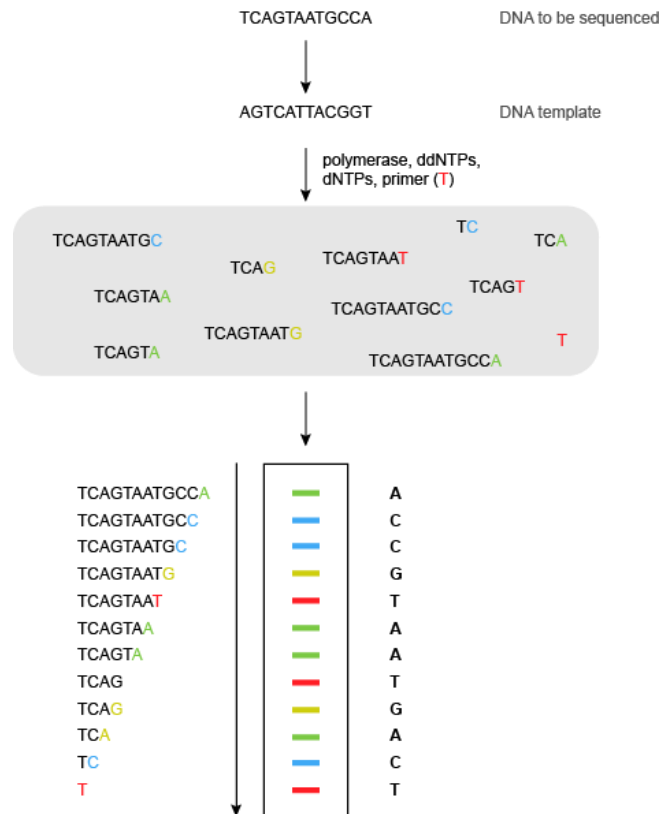 TCAGTAATGCCA DNA to be sequenced
AGTCATTACGGT DNA template
polymerase, ddNTPs,
dNTPs, primer (T)
TC
TCAGTAATGC TCA
TCAG TCAGTAAT
TCAGTAA TCAGT
TCAGTAATGCC
TCAGTAATG
TCAGTA T
TCAGTAATGCCA
TCAGTAATGCCA A
TCAGTAATGCC C
TCAGTAATGC C
TCAGTAATG G
TCAGTAAT T
TCAGTAA A
TCAGTA A
TCAG T
TCAG G
TCA A
TC C
T T